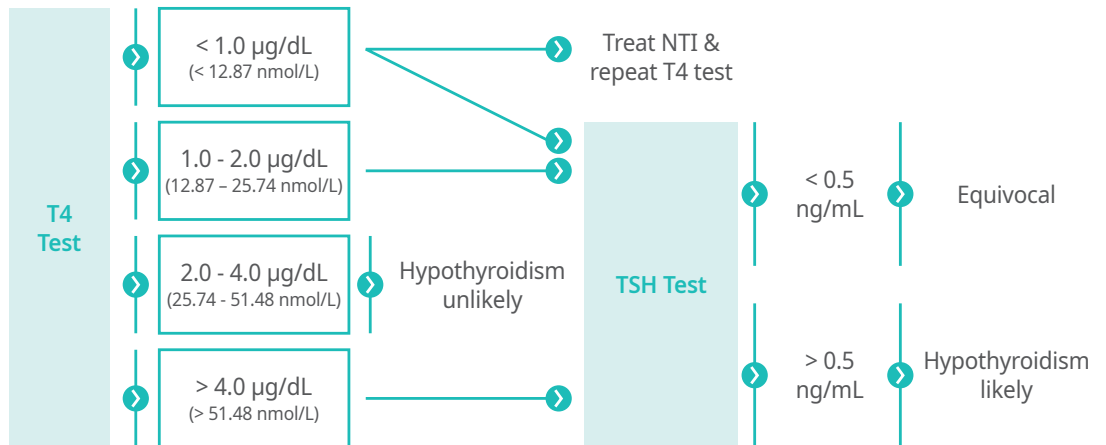 T4
Test
< 1.0 µg/dL
(< 12.87 nmol/L)
Treat NTI &
repeat T4 test
1.0 - 2.0 µg/dL
(12.87 – 25.74 nmol/L)
2.0 - 4.0 µg/dL
(25.74 - 51.48 nmol/L)
Hypothyroidism
unlikely
> 4.0 µg/dL
(> 51.48 nmol/L)
TSH Test
< 0.5
ng/mL
Equivocal
> 0.5
ng/mL
Hypothyroidism
likely